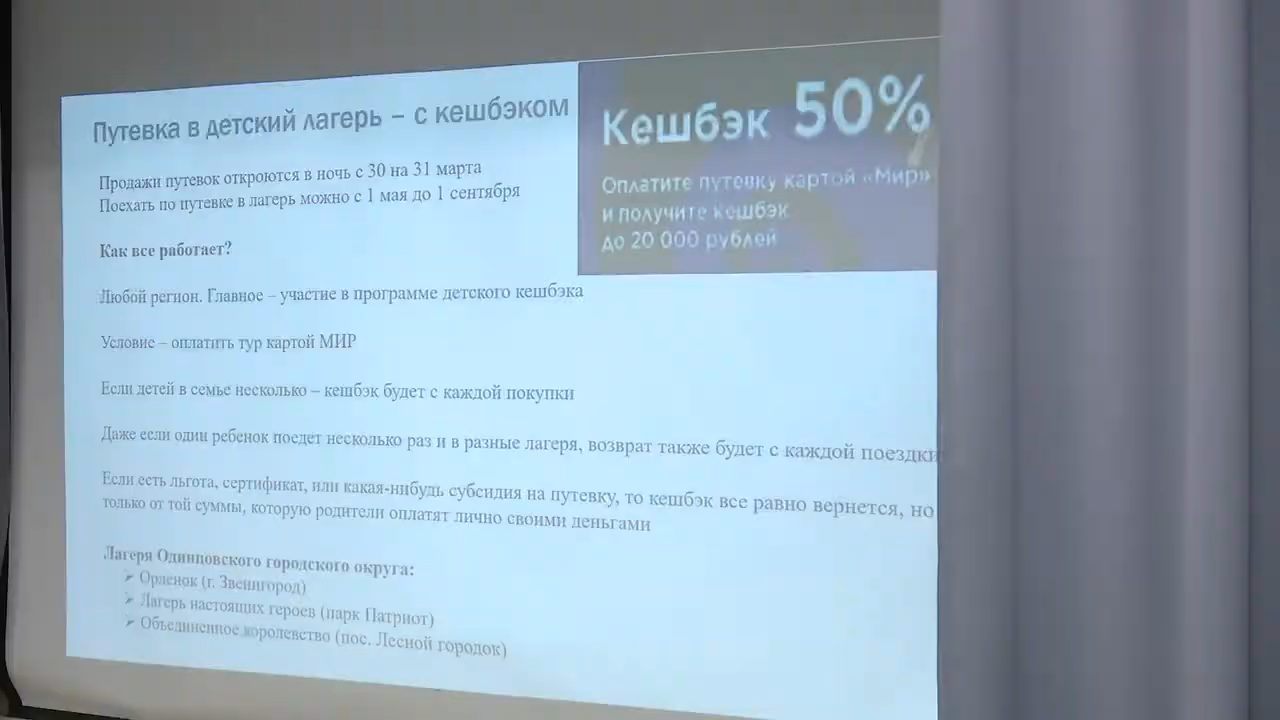 Путевка в детский лагерь – с кешбэком
Кешбэк 50%
Оплатите путевку картой «Мир»
и получите кешбэк
до 20 000 рублей
Продажи путевок откроются в ночь с 30 на 31 марта
Поехать по путевке в лагерь можно с 1 мая до 1 сентября
Как все работает?
Любой регион. Главное – участие в программе детского кешбэка
Условие – оплатить тур картой МИР
Если детей в семье несколько – кешбэк будет с каждой покупки
Даже если один ребенок поедет несколько раз и в разные лагеря, возврат также будет с каждой поездки
Если есть льгота, сертификат, или какая-нибудь субсидия на путевку, то кешбэк все равно вернется, но
только от той суммы, которую родители оплатят лично своими деньгами
Лагеря Одинцовского городского округа:
➢ Орленок (г. Звенигород)
➢ Лагерь настоящих героев (парк Патриот)
➢ Объединенное королевство (пос. Лесной городок)